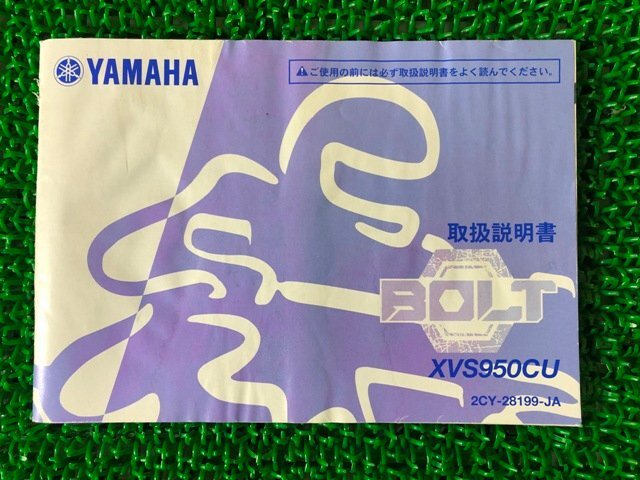 YAMAHA
⚠ご使用の前には必ず取扱説明書をよく読んでください。
取扱説明書
BOLT
XVS950CU
2CY-28199-JA